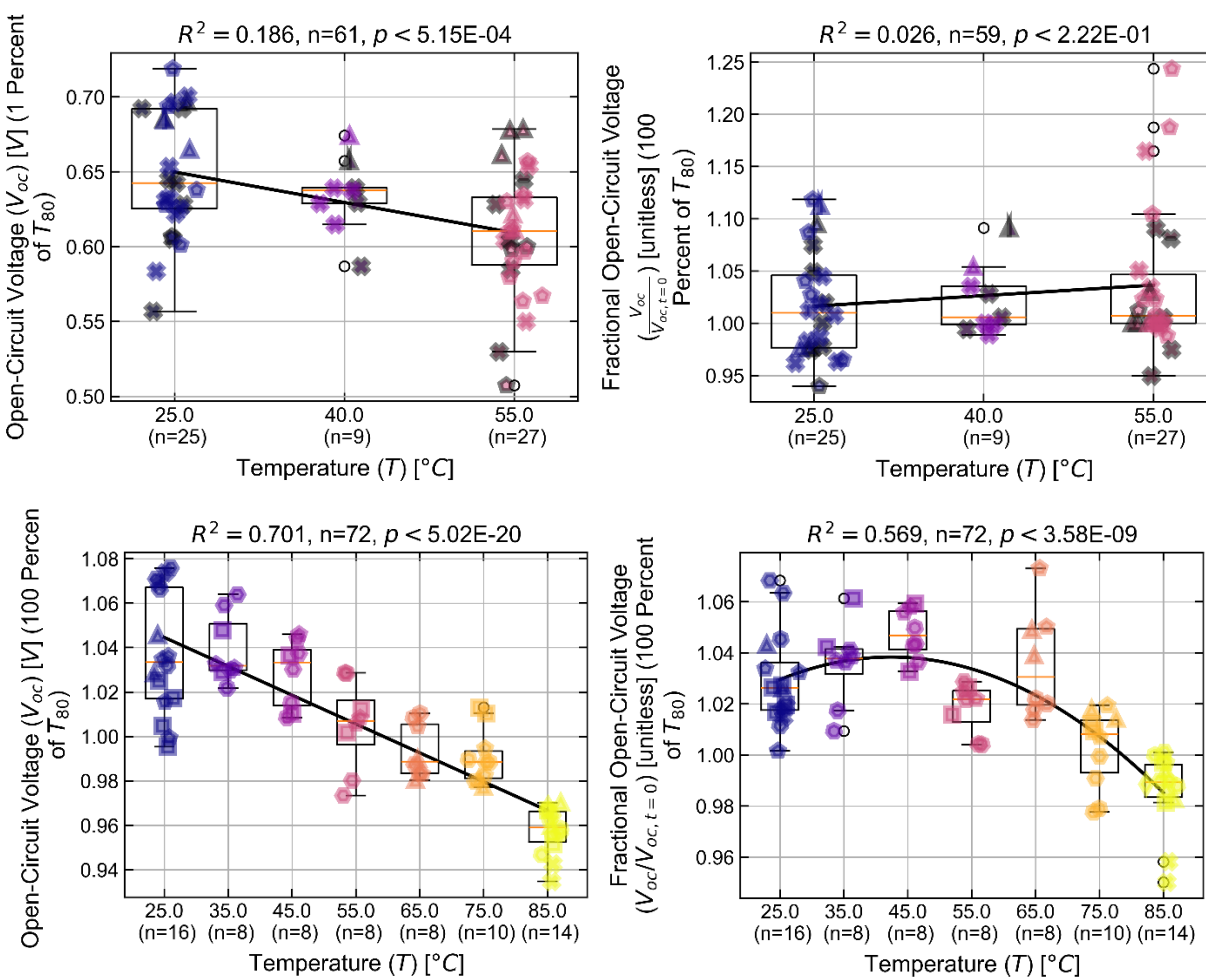 R² = 0.186, n=61, p < 5.15E-04
Open-Circuit Voltage (Voc) [V] (1 Percent
of T80)
0.70
0.65
0.60
0.55
0.50
25.0
40.0
55.0
(n=25)
(n=9)
(n=27)
Temperature (T) [°C]
R² = 0.026, n=59, p < 2.22E-01
Fractional Open-Circuit Voltage
(Voc/Voc, t=0) [unitless] (100
Percent of T80)
1.25
1.20
1.15
1.10
1.05
1.00
0.95
25.0
40.0
55.0
(n=25)
(n=9)
(n=27)
Temperature (T) [°C]
R² = 0.701, n=72, p < 5.02E-20
Open-Circuit Voltage (Voc) [V] (100 Percen
of T80)
1.08
1.06
1.04
1.02
1.00
0.98
0.96
0.94
25.0 35.0 45.0 55.0 65.0 75.0 85.0
(n=16) (n=8) (n=8) (n=8) (n=8) (n=10) (n=14)
Temperature (T) [°C]
R² = 0.569, n=72, p < 3.58E-09
Fractional Open-Circuit Voltage
(Voc/Voc, t=0) [unitless] (100 Percent
of T80)
1.06
1.04
1.02
1.00
0.98
0.96
25.0 35.0 45.0 55.0 65.0 75.0 85.0
(n=16) (n=8) (n=8) (n=8) (n=8) (n=10) (n=14)
Temperature (T) [°C]